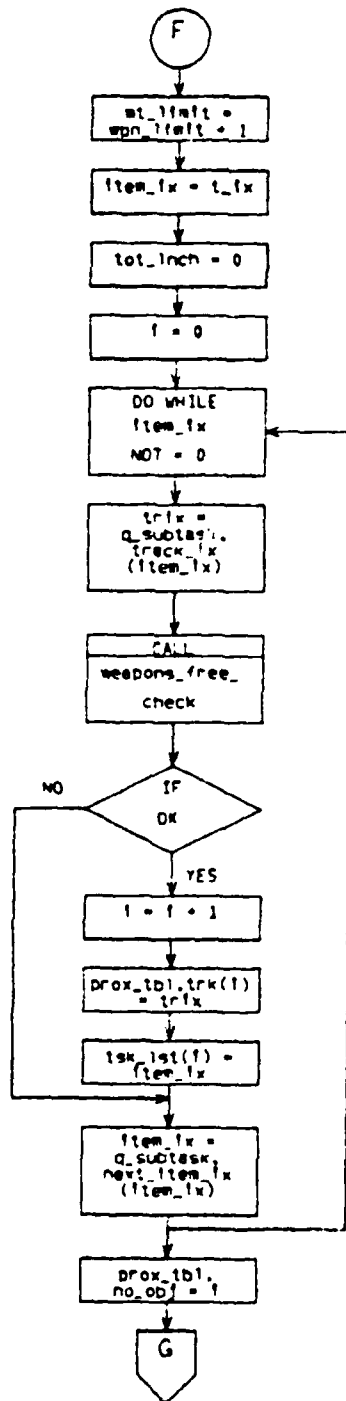 F
mt_limit =
wpn_limit + 1
item_ix = t_ix
tot_lnch = 0
i = 0
DO WHILE
item_ix
NOT = 0
trix =
q_subtask.
track_ix
(item_ix)
CALL
weapons_free_
check
NO
IF
OK
YES
i = i + 1
prox_tbl.trk(i)
= trix
tsk_lst(i) =
item_ix
item_ix =
q_subtask.
next_item_ix
(item_ix)
prox_tbl.
no_obj = i
G